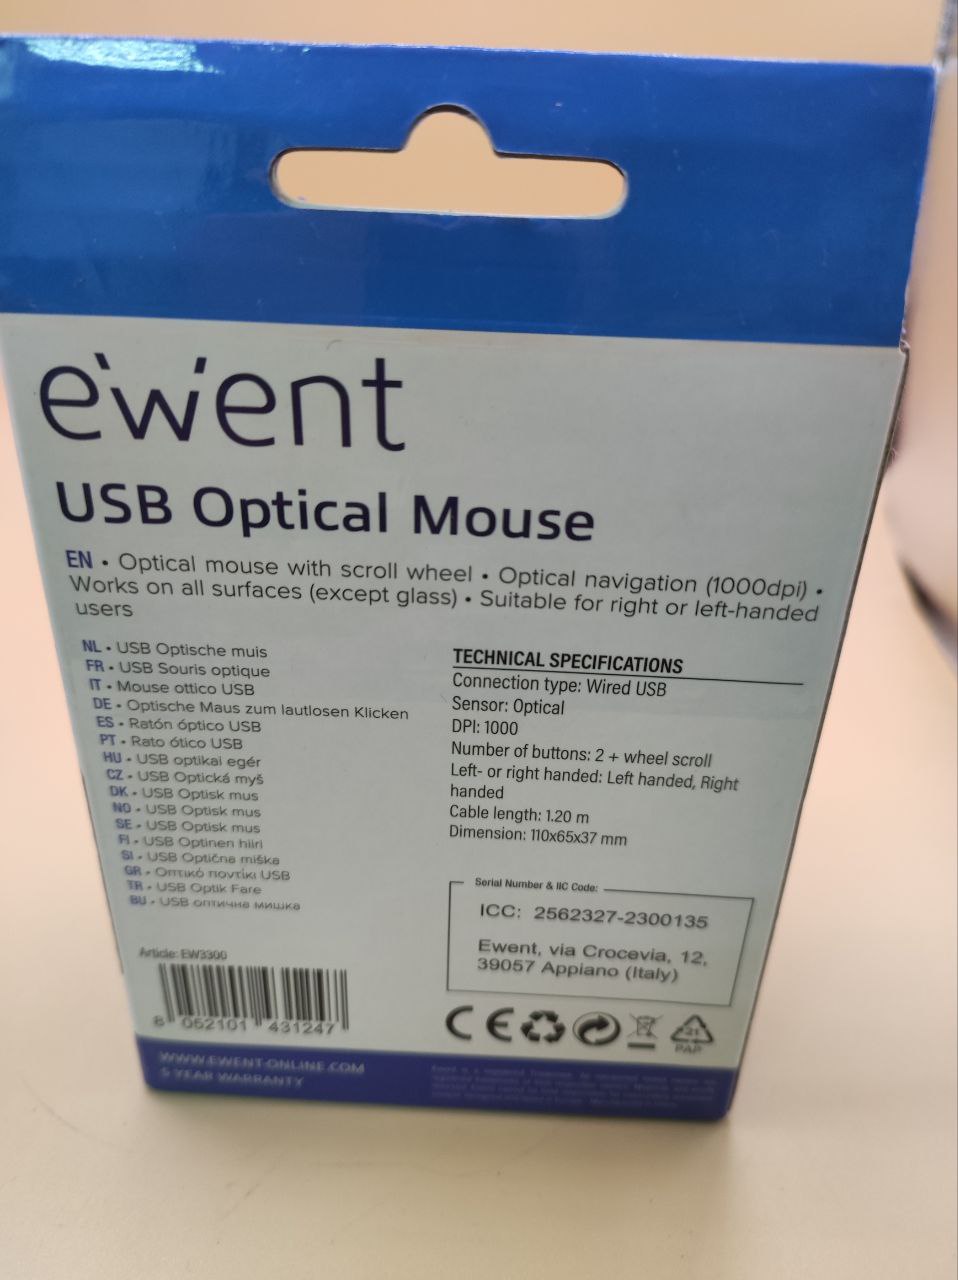 ewent
USB Optical Mouse
EN • Optical mouse with scroll wheel • Optical navigation (1000dpi) •
Works on all surfaces (except glass) • Suitable for right or left-handed
users
NL • USB Optische muis
FR • USB Souris optique
IT • Mouse ottico USB
DE • Optische Maus zum lautlosen Klicken
ES • Ratón óptico USB
PT • Rato ótico USB
HU • USB optikai egér
CZ • USB Optická myš
DK • USB Optisk mus
NO • USB Optisk mus
SE • USB Optisk mus
FI • USB Optinen hiiri
SI • USB Optična miška
GR • Οπτικό ποντίκι USB
TR • USB Optik Fare
BU • USB оптична мишка
TECHNICAL SPECIFICATIONS
Connection type: Wired USB
Sensor: Optical
DPI: 1000
Number of buttons: 2 + wheel scroll
Left- or right handed: Left handed, Right
handed
Cable length: 1.20 m
Dimension: 110x65x37 mm
Serial Number & IIC Code:
ICC: 2562327-2300135
Ewent, via Crocevia, 12,
39057 Appiano (Italy)
Article: EW3300
8 052101 431247
CE
21
PAP
WWW.EWENT-ONLINE.COM
5 YEAR WARRANTY